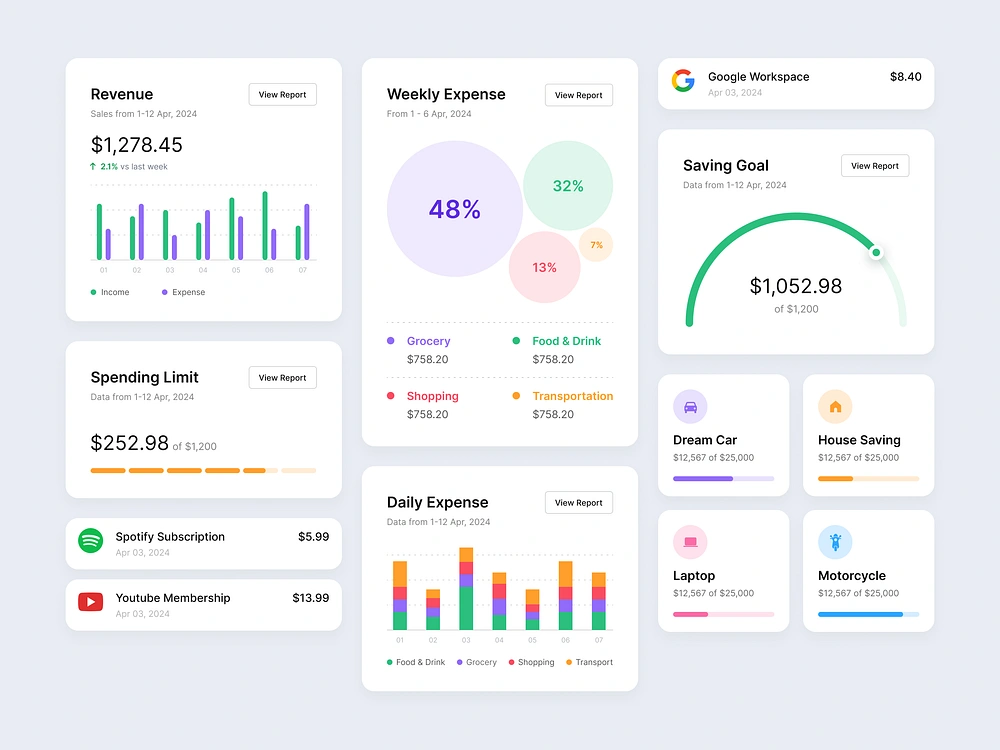 Revenue
View Report
Sales from 1-12 Apr, 2024
$1,278.45
2.1% vs last week
01 02 03 04 05 06 07
Income Expense
Spending Limit
View Report
Data from 1-12 Apr, 2024
$252.98 of $1,200
Spotify Subscription
$5.99
Apr 03, 2024
Youtube Membership
$13.99
Apr 03, 2024
Weekly Expense
View Report
From 1 - 6 Apr, 2024
48%
32%
7%
13%
Grocery
$758.20
Food & Drink
$758.20
Shopping
$758.20
Transportation
$758.20
Daily Expense
View Report
Data from 1-12 Apr, 2024
01 02 03 04 05 06 07
Food & Drink Grocery Shopping Transport
Google Workspace
$8.40
Apr 03, 2024
Saving Goal
View Report
Data from 1-12 Apr, 2024
$1,052.98
of $1,200
Dream Car
$12,567 of $25,000
House Saving
$12,567 of $25,000
Laptop
$12,567 of $25,000
Motorcycle
$12,567 of $25,000